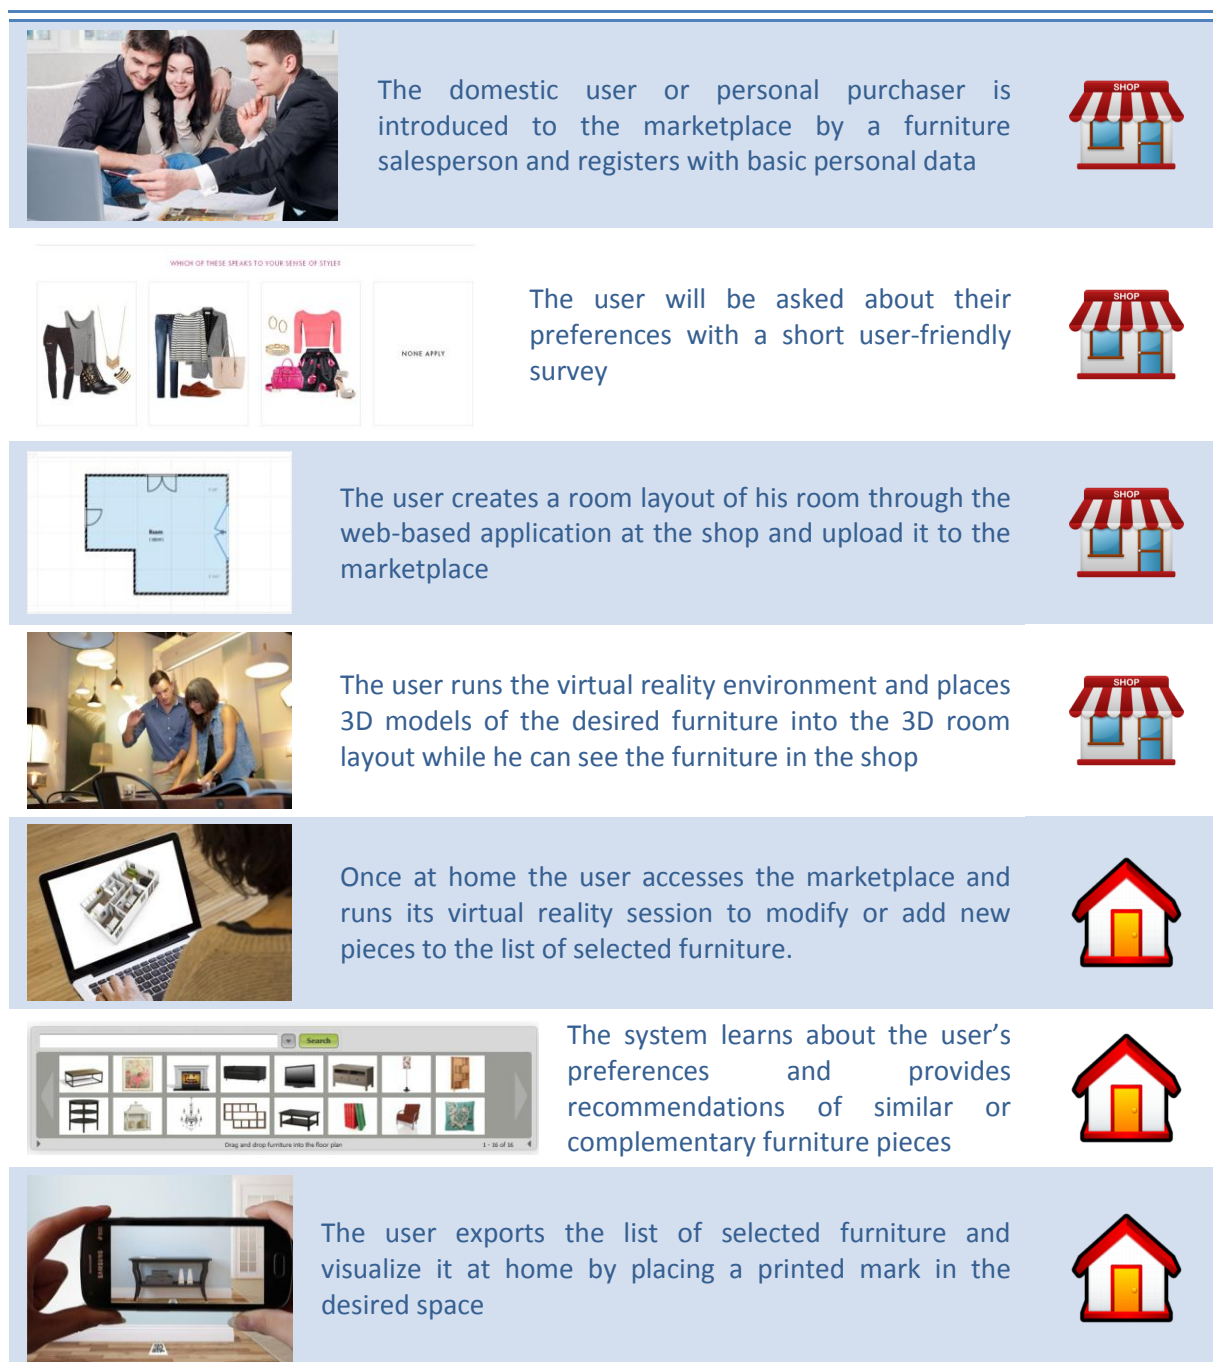 The domestic user or personal purchaser is
introduced to the marketplace by a furniture
salesperson and registers with basic personal data
SHOP
WHICH OF THESE SPEAKS TO YOUR SENSE OF STYLE?
NONE APPLY
The user will be asked about their
preferences with a short user-friendly
survey
SHOP
Room
The user creates a room layout of his room through the
web-based application at the shop and upload it to the
marketplace
SHOP
The user runs the virtual reality environment and places
3D models of the desired furniture into the 3D room
layout while he can see the furniture in the shop
SHOP
Once at home the user accesses the marketplace and
runs its virtual reality session to modify or add new
pieces to the list of selected furniture.
Search
Drag and drop furniture into the floor plan
1 - 16 of 16
The system learns about the user's
preferences and provides
recommendations of similar or
complementary furniture pieces
SAMSUNG
The user exports the list of selected furniture and
visualize it at home by placing a printed mark in the
desired space